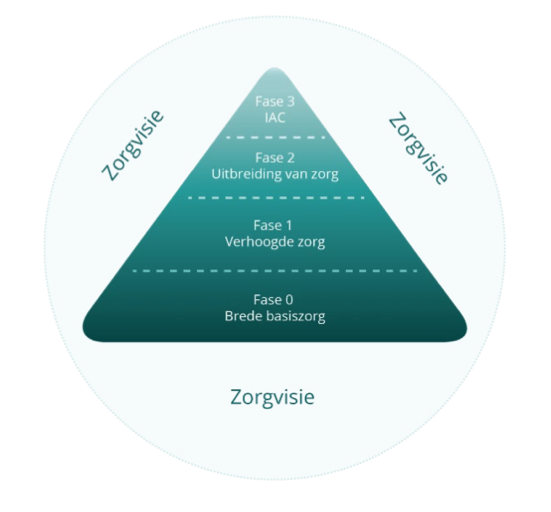 Zorgvisie
Zorgvisie
Fase 3
IAC
Fase 2
Uitbreiding van zorg
Fase 1
Verhoogde zorg
Fase 0
Brede basiszorg
Zorgvisie